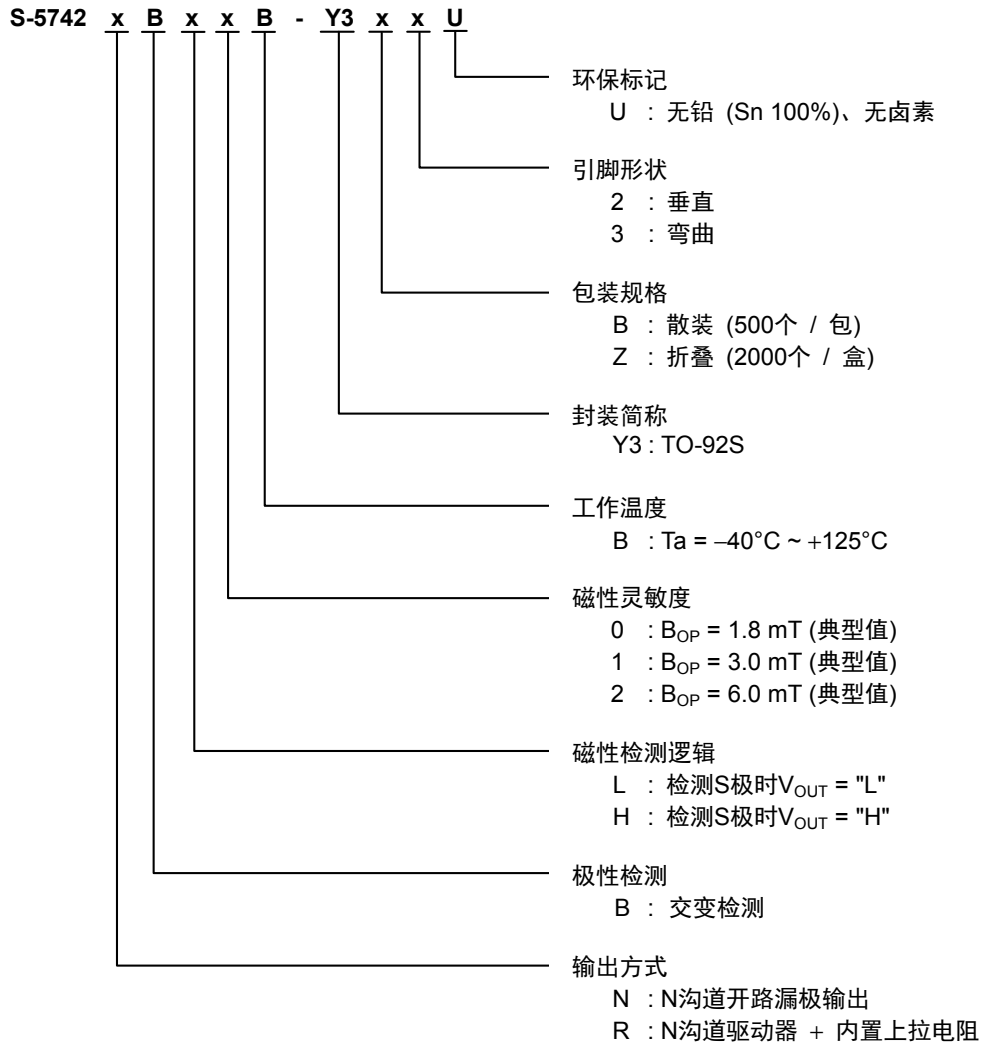 S-5742 x B x x B - Y3 x x U
环保标记
U : 无铅 (Sn 100%)、无卤素
引脚形状
2 : 垂直
3 : 弯曲
包装规格
B : 散装 (500个 / 包)
Z : 折叠 (2000个 / 盒)
封装简称
Y3 : TO-92S
工作温度
B : Ta = −40°C ~ +125°C
磁性灵敏度
0 : BOP = 1.8 mT (典型值)
1 : BOP = 3.0 mT (典型值)
2 : BOP = 6.0 mT (典型值)
磁性检测逻辑
L : 检测S极时VOUT = "L"
H : 检测S极时VOUT = "H"
极性检测
B : 交变检测
输出方式
N : N沟道开路漏极输出
R : N沟道驱动器 + 内置上拉电阻